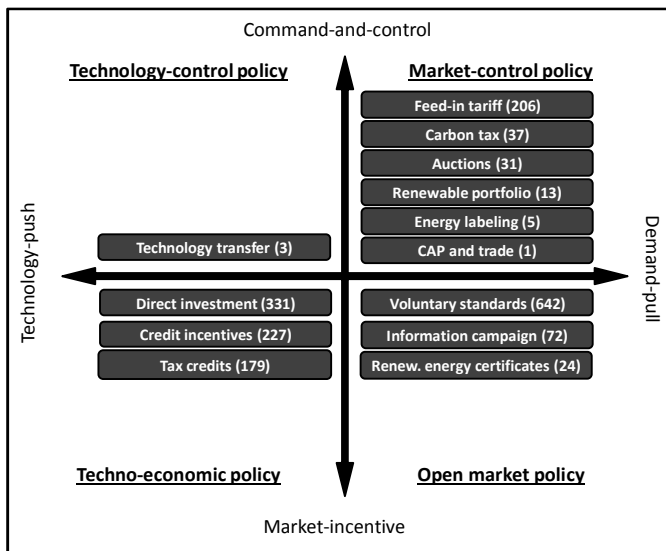 Command-and-control
Technology-control policy
Market-control policy
Feed-in tariff (206)
Carbon tax (37)
Auctions (31)
Renewable portfolio (13)
Energy labeling (5)
Technology transfer (3)
CAP and trade (1)
Technology-push
Demand-pull
Direct investment (331)
Voluntary standards (642)
Credit incentives (227)
Information campaign (72)
Tax credits (179)
Renew. energy certificates (24)
Techno-economic policy
Open market policy
Market-incentive